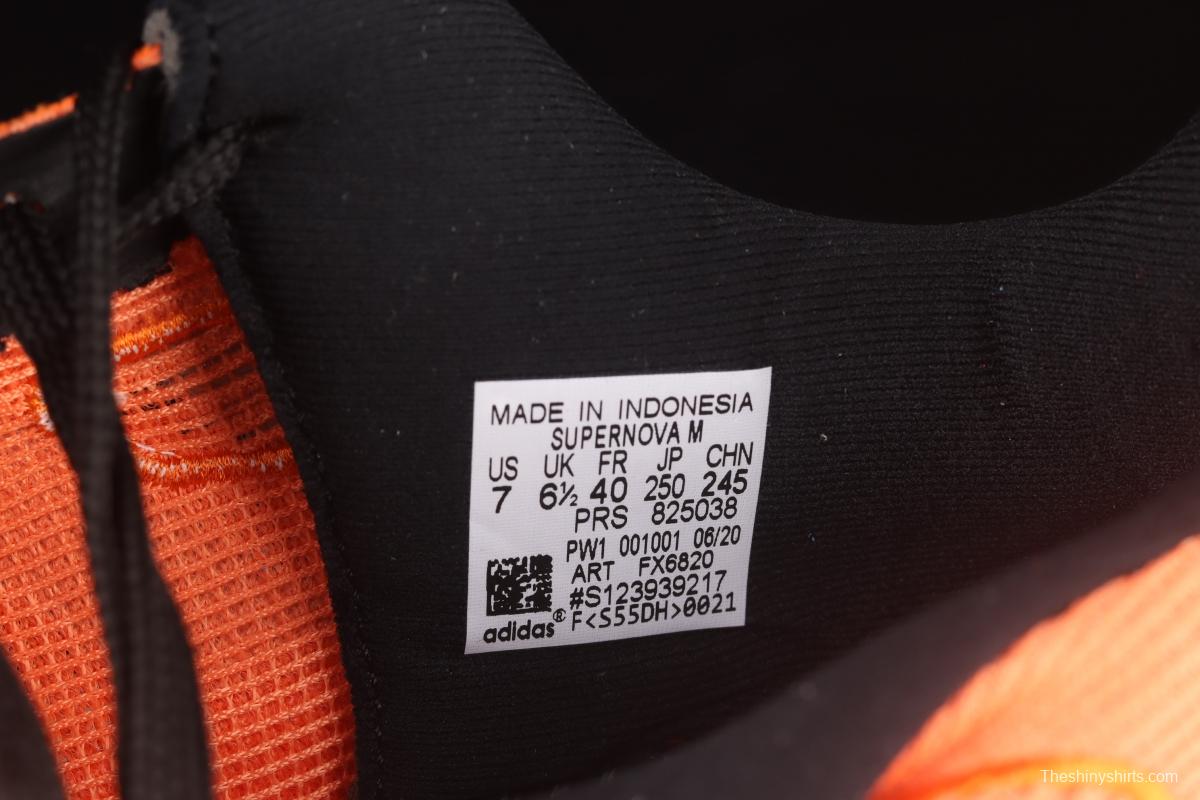 MADE IN INDONESIA
SUPERNOVA M
US UK FR JP CHN
7 6½ 40 250 245
PRS 825038
PW1 001001 06/20
ART FX6820
#S123939217
adidas® F<S55DH>0021
Theshinyshirts.com